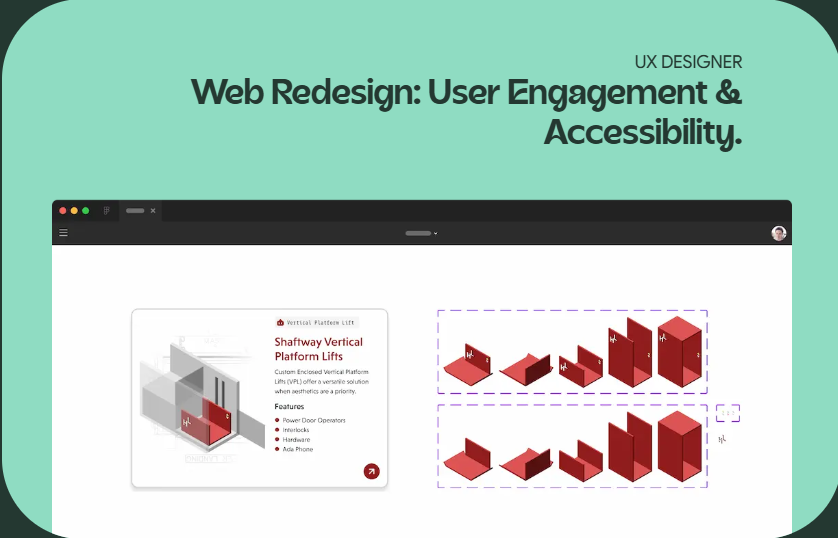 UX DESIGNER
Web Redesign: User Engagement &
Accessibility.
Vertical Platform Lift
Shaftway Vertical
Platform Lifts
Custom Enclosed Vertical Platform
Lifts (VPL) offer a versatile solution
when aesthetics are a priority.
Features
Power Door Operators
Interlocks
Hardware
Ada Phone